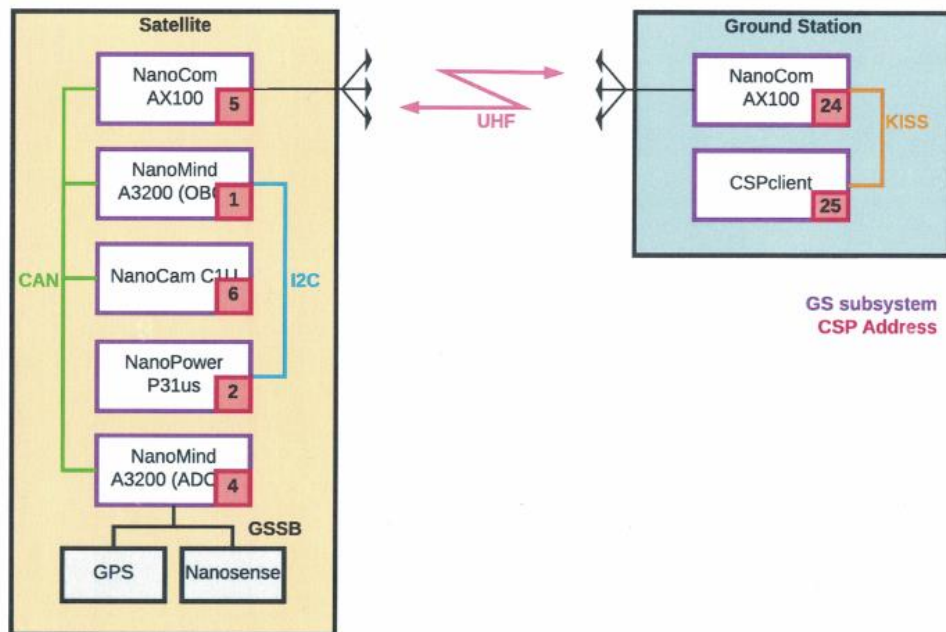 Satellite
Ground Station
NanoCom
AX100
5
UHF
NanoCom
AX100
24
KISS
NanoMind
A3200 (OBC
1
CSPclient
25
CAN
NanoCam C1U
6
I2C
GS subsystem
CSP Address
NanoPower
P31us
2
NanoMind
A3200 (ADC
4
GSSB
GPS
Nanosense